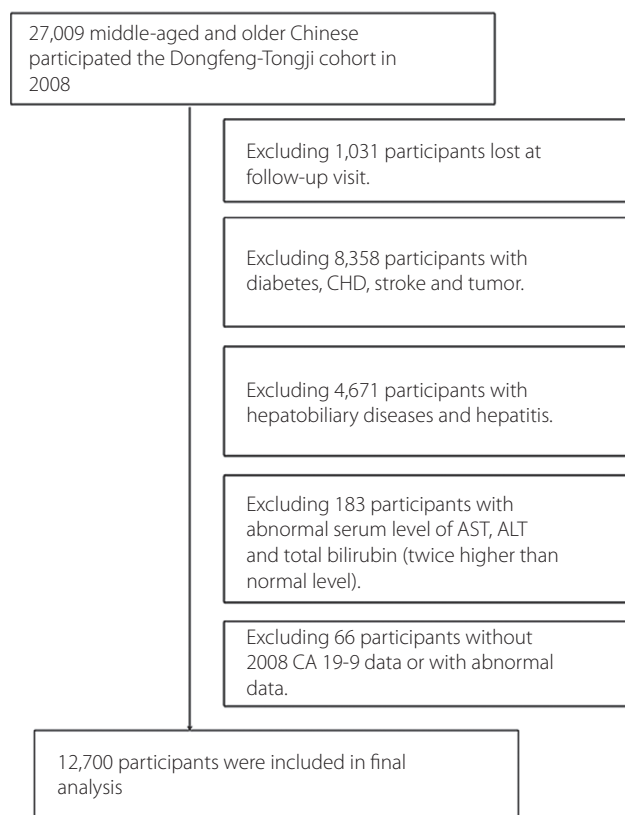 27,009 middle-aged and older Chinese
participated the Dongfeng-Tongji cohort in
2008
Excluding 1,031 participants lost at
follow-up visit.
Excluding 8,358 participants with
diabetes, CHD, stroke and tumor.
Excluding 4,671 participants with
hepatobiliary diseases and hepatitis.
Excluding 183 participants with
abnormal serum level of AST, ALT
and total bilirubin (twice higher than
normal level).
Excluding 66 participants without
2008 CA 19-9 data or with abnormal
data.
12,700 participants were included in final
analysis